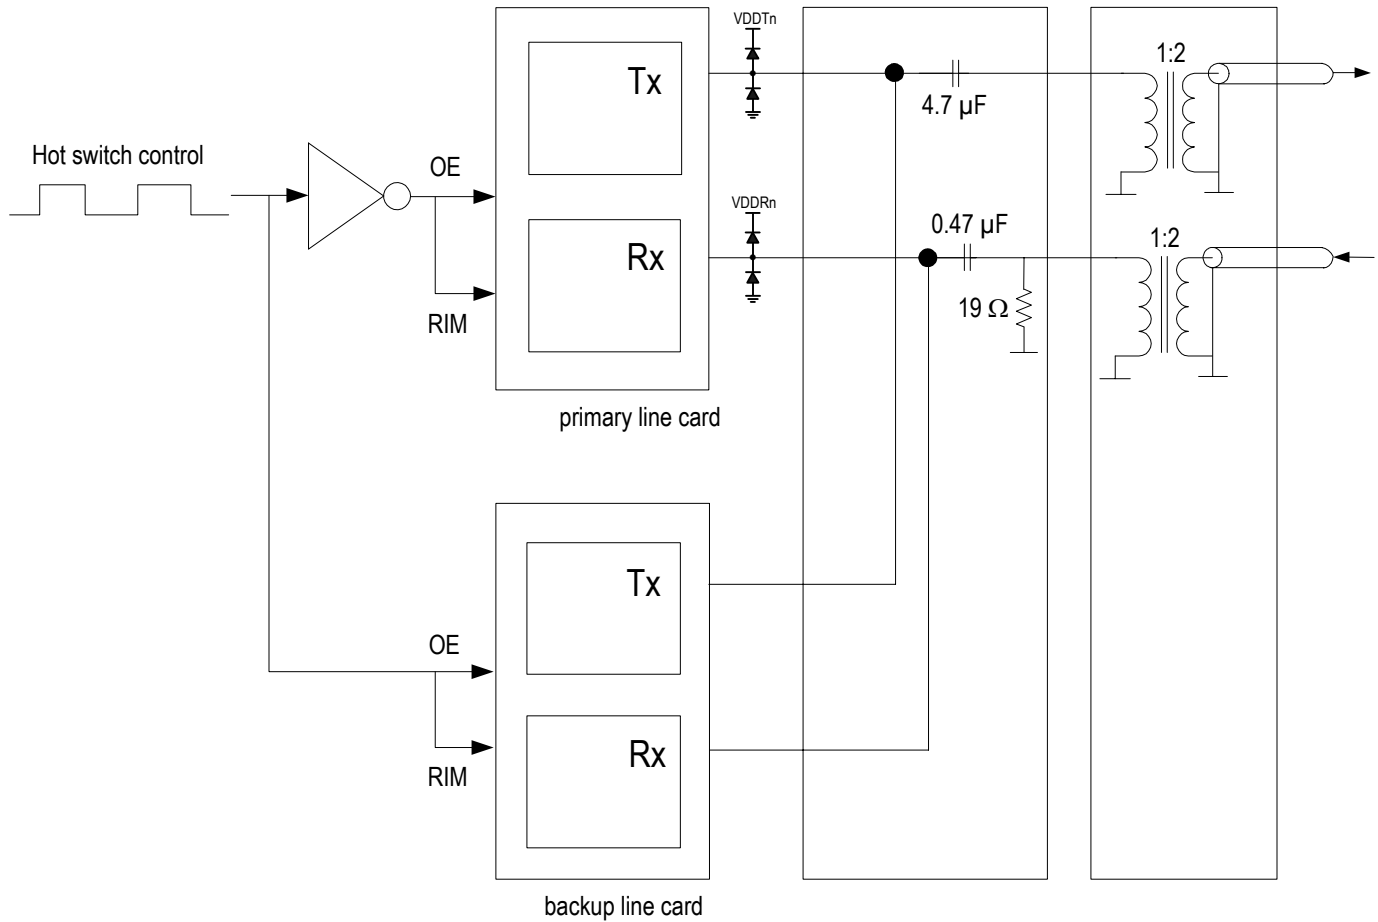 VDDTn
Tx
1:2
4.7 µF
Hot switch control
OE
VDDRn
Rx
0.47 µF
1:2
19 Ω
RIM
primary line card
Tx
OE
Rx
RIM
backup line card